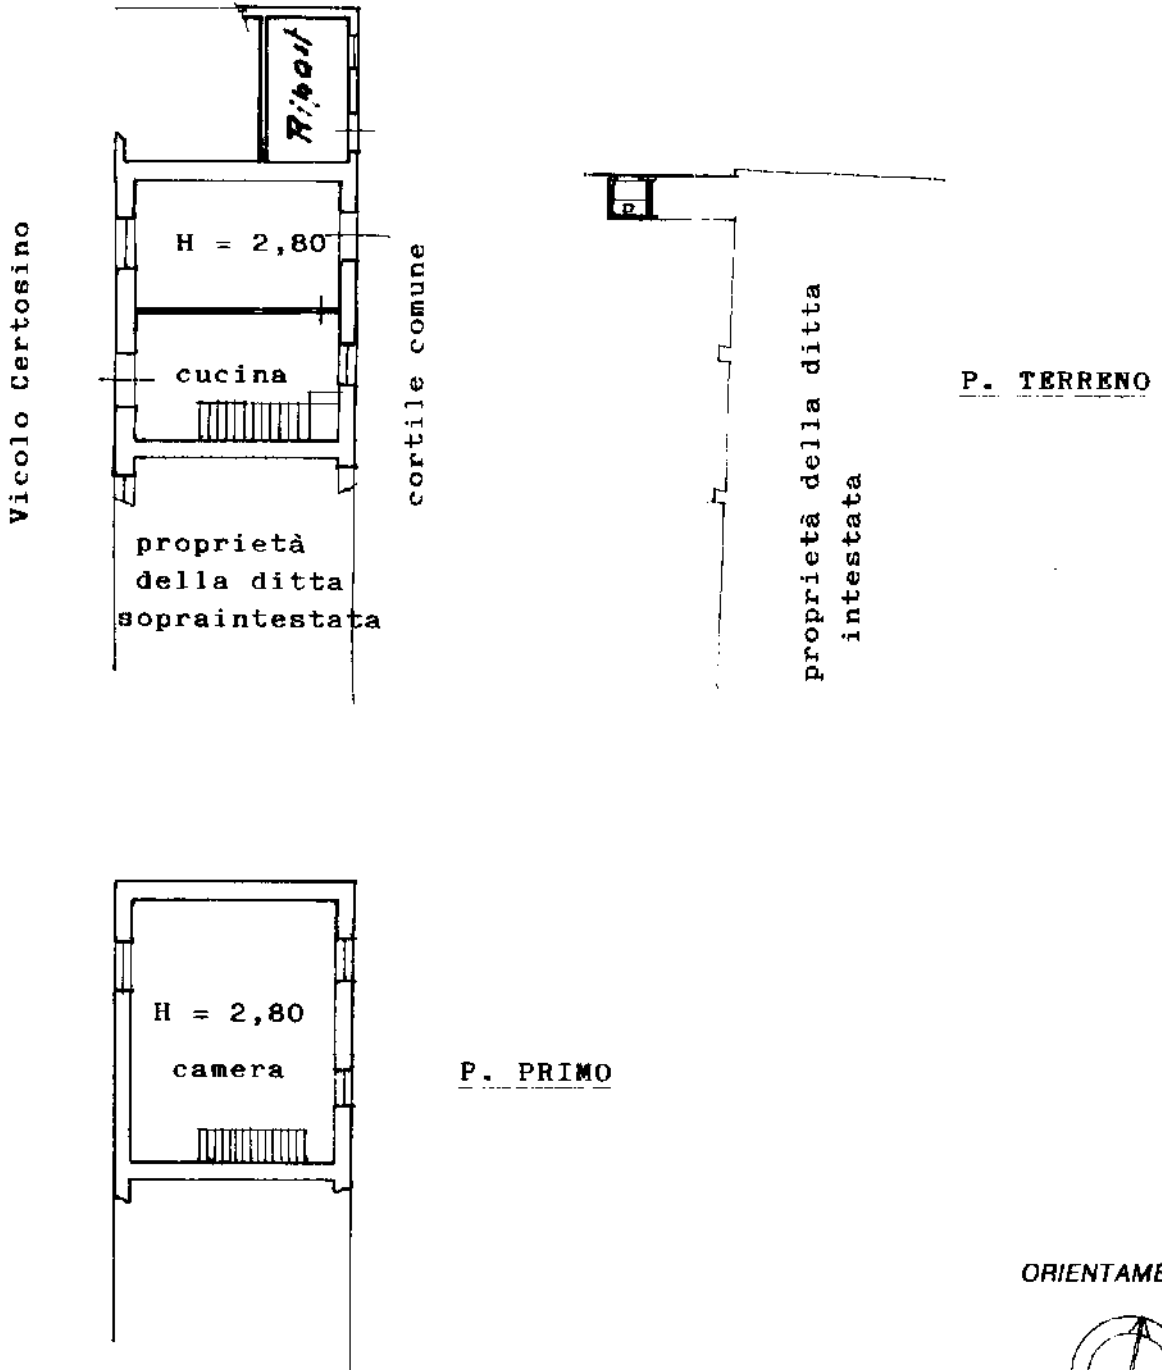 Ripost
Vicolo Certosino
H = 2,80
cucina
cortile comune
proprietà
della ditta
sopraintestata
P
proprietà della ditta
intestata
P. TERRENO
H = 2,80
camera
P. PRIMO
ORIENTAME